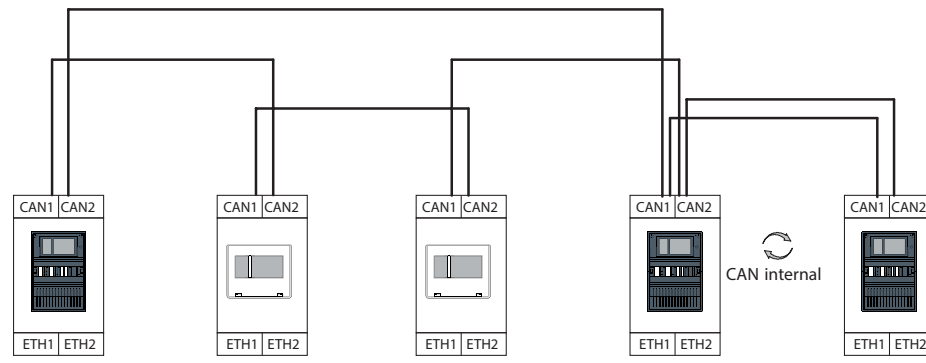 CAN1 CAN2 CAN1 CAN2 CAN1 CAN2 CAN1 CAN2 CAN1 CAN2
CAN internal
ETH1 ETH2 ETH1 ETH2 ETH1 ETH2 ETH1 ETH2 ETH1 ETH2